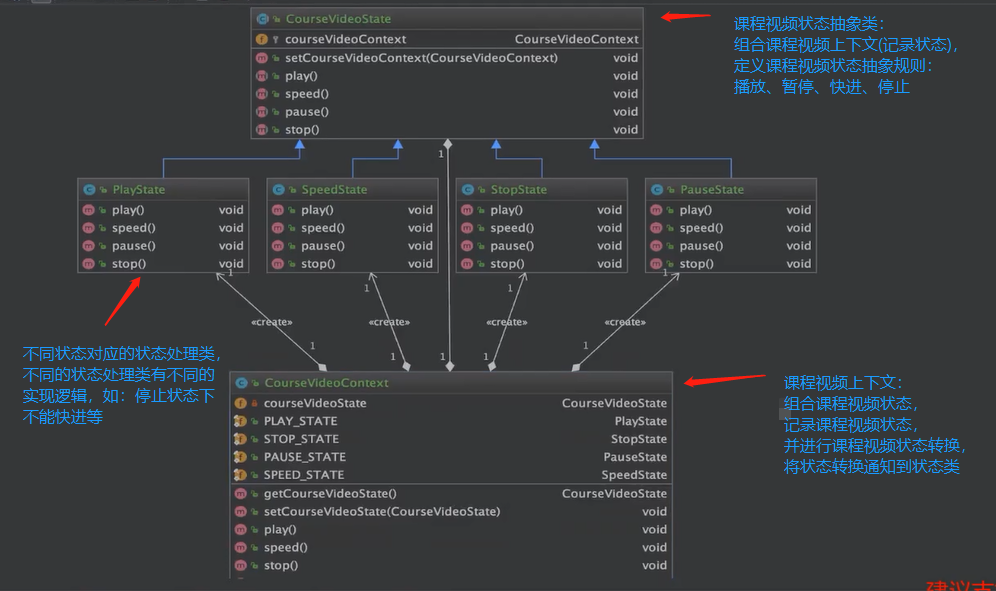 CourseVideoState
courseVideoContext CourseVideoContext
setCourseVideoContext(CourseVideoContext) void
play() void
speed() void
pause() void
stop() void
课程视频状态抽象类：
组合课程视频上下文(记录状态)，
定义课程视频状态抽象规则：
播放、暂停、快进、停止
1
PlayState
play() void
speed() void
pause() void
stop() void
SpeedState
play() void
speed() void
pause() void
stop() void
StopState
play() void
speed() void
pause() void
stop() void
PauseState
play() void
speed() void
pause() void
stop() void
1
1
1
1
«create»
«create»
«create»
«create»
1
1
1
1
1
不同状态对应的状态处理类，
不同的状态处理类有不同的
实现逻辑，如：停止状态下
不能快进等
CourseVideoContext
courseVideoState CourseVideoState
PLAY_STATE PlayState
STOP_STATE StopState
PAUSE_STATE PauseState
SPEED_STATE SpeedState
getCourseVideoState() CourseVideoState
setCourseVideoState(CourseVideoState) void
play() void
speed() void
stop() void
课程视频上下文：
组合课程视频状态，
记录课程视频状态，
并进行课程视频状态转换，
将状态转换通知到状态类